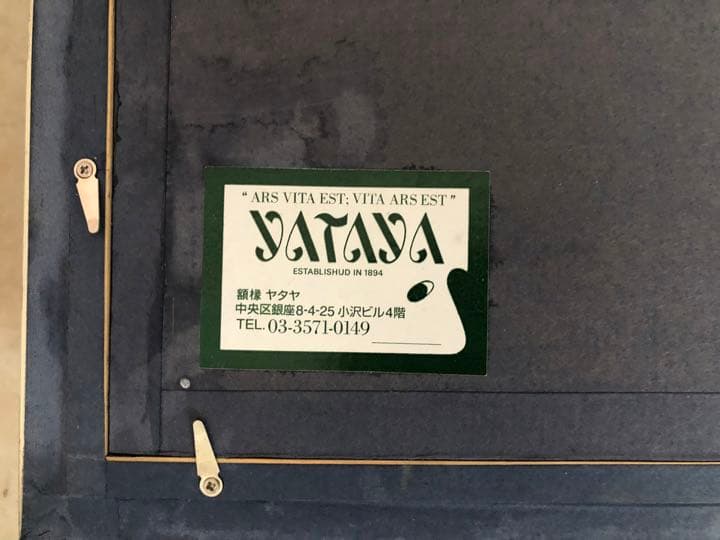 “ ARS VITA EST; VITA ARS EST ”
YATAYA
ESTABLISHUD IN 1894
額椽 ヤタヤ
中央区銀座8-4-25 小沢ビル4階
TEL. 03-3571-0149